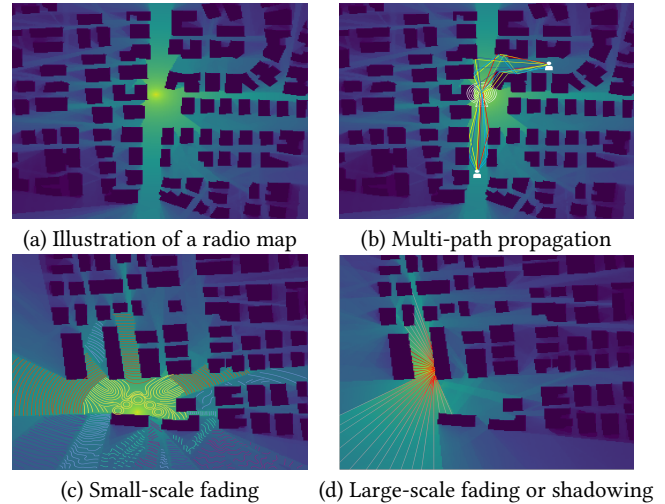 (a) Illustration of a radio map
(b) Multi-path propagation
(c) Small-scale fading
(d) Large-scale fading or shadowing